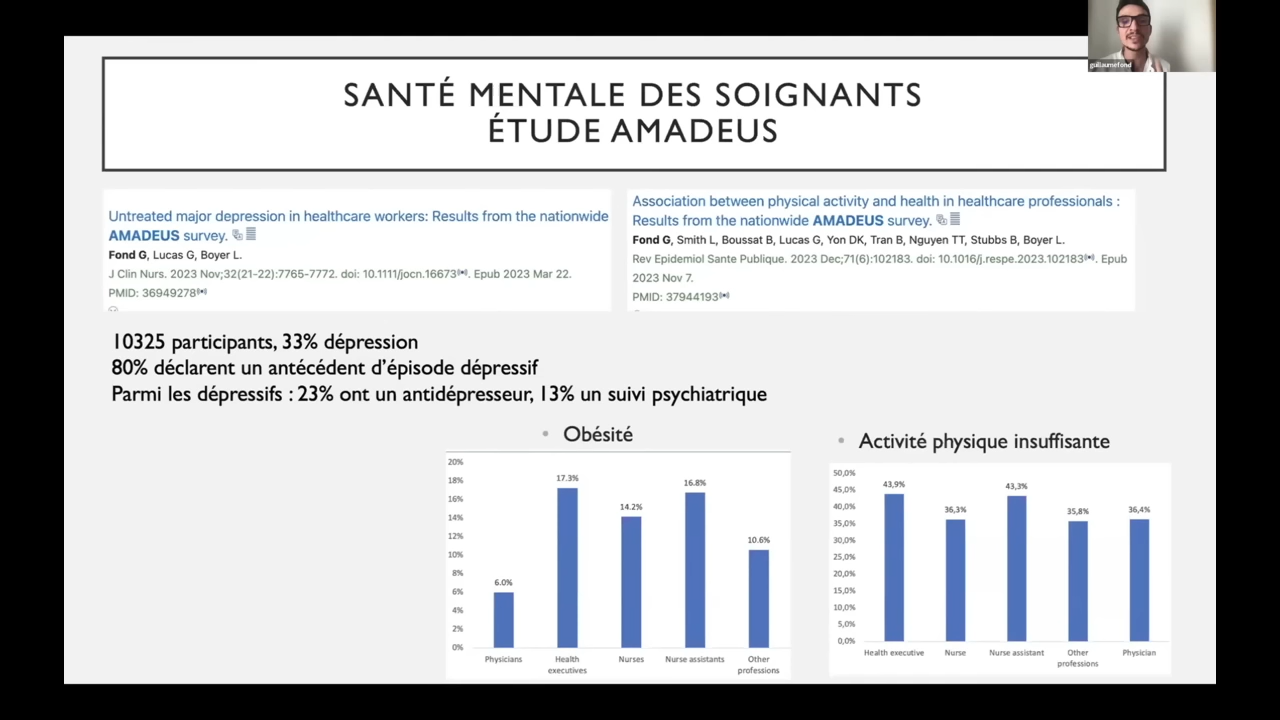 guillaumefond
SANTÉ MENTALE DES SOIGNANTS
ÉTUDE AMADEUS
Untreated major depression in healthcare workers: Results from the nationwide
AMADEUS survey.
Fond G, Lucas G, Boyer L.
J Clin Nurs. 2023 Nov;32(21-22):7765-7772. doi: 10.1111/jocn.16673. Epub 2023 Mar 22.
PMID: 36949278
Association between physical activity and health in healthcare professionals :
Results from the nationwide AMADEUS survey.
Fond G, Smith L, Boussat B, Lucas G, Yon DK, Tran B, Nguyen TT, Stubbs B, Boyer L.
Rev Epidemiol Sante Publique. 2023 Dec;71(6):102183. doi: 10.1016/j.respe.2023.102183. Epub
2023 Nov 7.
PMID: 37944193
10325 participants, 33% dépression
80% déclarent un antécédent d’épisode dépressif
Parmi les dépressifs : 23% ont un antidépresseur, 13% un suivi psychiatrique
• Obésité
20%
18%
16%
14%
12%
10%
8%
6%
4%
2%
0%
6.0%
17.3%
14.2%
16.8%
10.6%
Physicians
Health
executives
Nurses
Nurse assistants
Other
professions
• Activité physique insuffisante
50,0%
45,0%
40,0%
35,0%
30,0%
25,0%
20,0%
15,0%
10,0%
5,0%
0,0%
43,9%
36,3%
43,3%
35,8%
36,4%
Health executive
Nurse
Nurse assistant
Other
professions
Physician